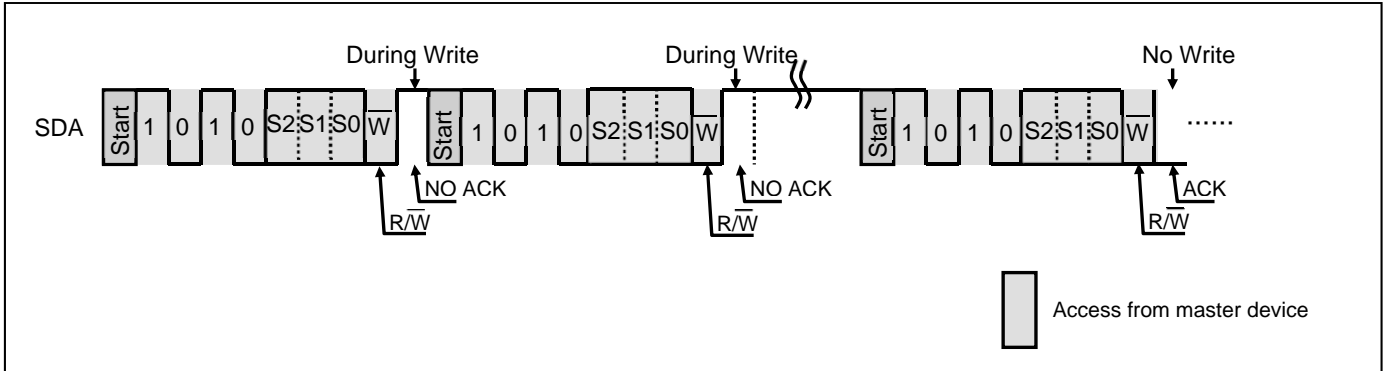 During Write During Write No Write
SDA Start 1 0 1 0 S2 S1 S0 W̅ Start 1 0 1 0 S2 S1 S0 W̅ Start 1 0 1 0 S2 S1 S0 W̅ ......
NO ACK NO ACK ACK
R/W̅ R/W̅ R/W̅
Access from master device